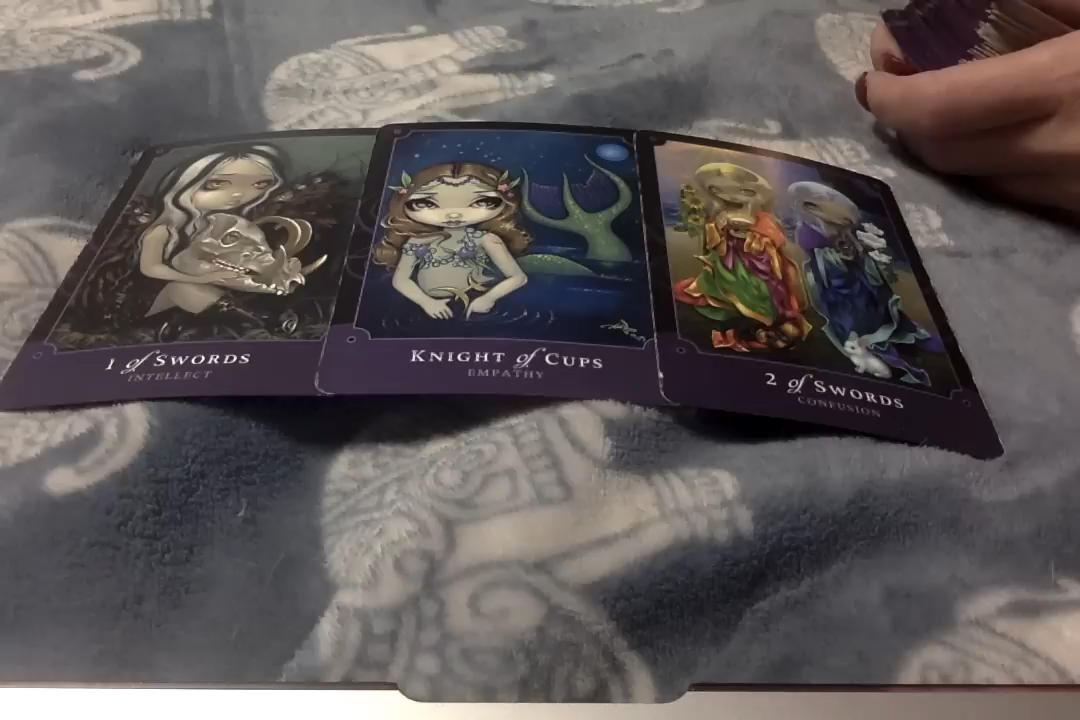 1 of SWORDS
INTELLECT
KNIGHT of CUPS
EMPATHY
2 of SWORDS
CONFUSION